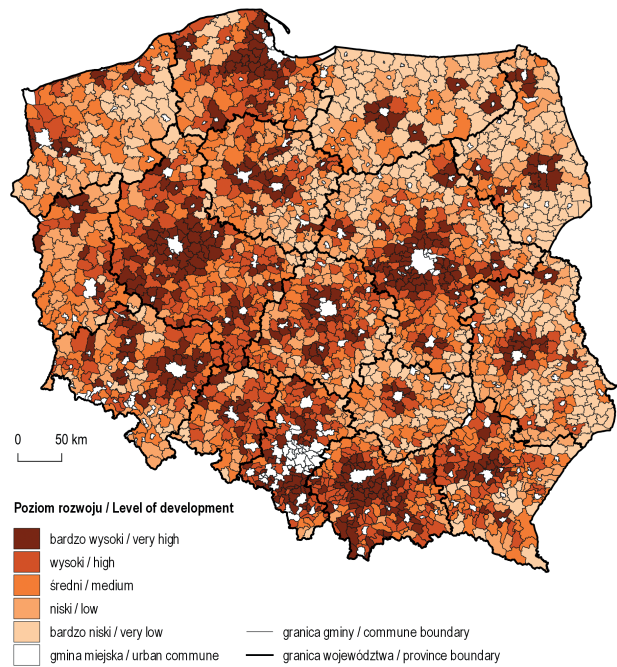 0 50 km
Poziom rozwoju / Level of development
bardzo wysoki / very high
wysoki / high
średni / medium
niski / low
bardzo niski / very low
gmina miejska / urban commune
granica gminy / commune boundary
granica województwa / province boundary